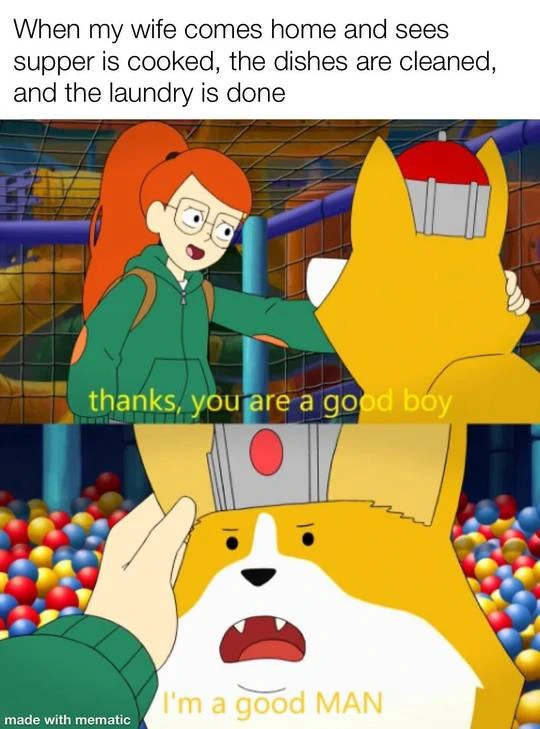 When my wife comes home and sees
supper is cooked, the dishes are cleaned,
and the laundry is done
thanks, you are a good boy
I'm a good MAN
made with mematic